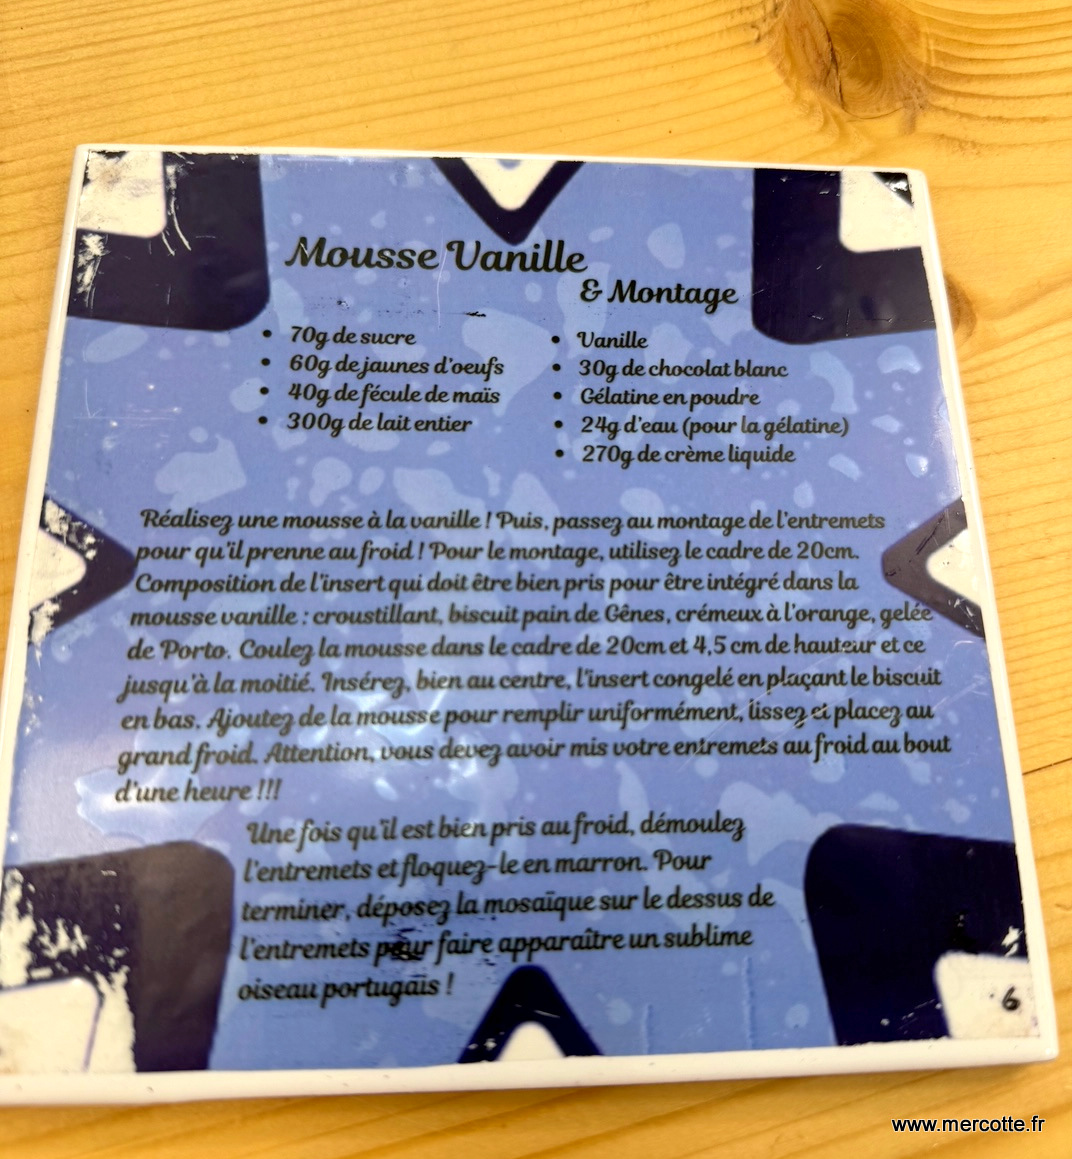 Mousse Vanille
& Montage
• 70g de sucre
• 60g de jaunes d'oeufs
• 40g de fécule de maïs
• 300g de lait entier
• Vanille
• 30g de chocolat blanc
• Gélatine en poudre
• 24g d'eau (pour la gélatine)
• 270g de crème liquide
Réalisez une mousse à la vanille ! Puis, passez au montage de l'entremets
pour qu'il prenne au froid ! Pour le montage, utilisez le cadre de 20cm.
Composition de l'insert qui doit être bien pris pour être intégré dans la
mousse vanille : croustillant, biscuit pain de Gênes, crémeux à l'orange, gelée
de Porto. Coulez la mousse dans le cadre de 20cm et 4,5 cm de hauteur et ce
jusqu'à la moitié. Insérez, bien au centre, l'insert congelé en plaçant le biscuit
en bas. Ajoutez de la mousse pour remplir uniformément, lissez et placez au
grand froid. Attention, vous devez avoir mis votre entremets au froid au bout
d'une heure !!!
Une fois qu'il est bien pris au froid, démoulez
l'entremets et floquez-le en marron. Pour
terminer, déposez la mosaïque sur le dessus de
l'entremets pour faire apparaître un sublime
oiseau portugais !
6
www.mercotte.fr